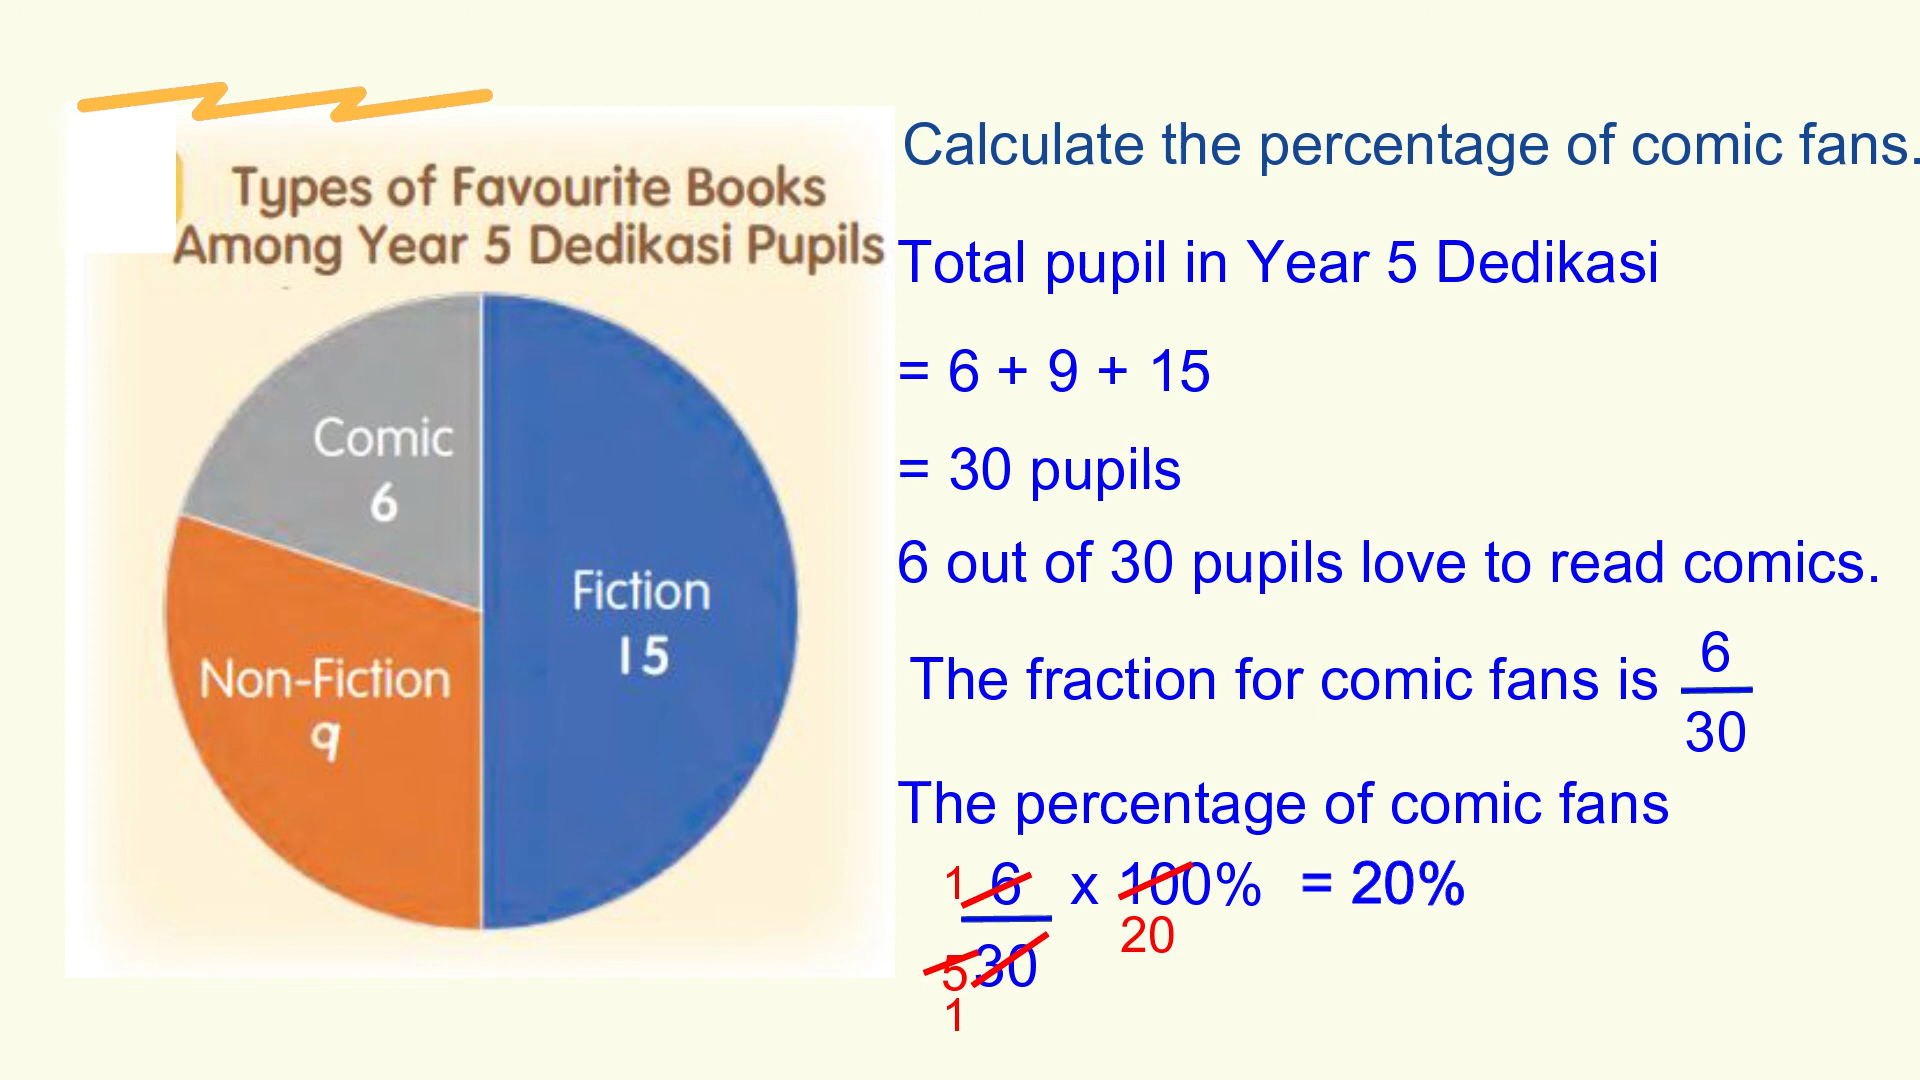 Types of Favourite Books
Among Year 5 Dedikasi Pupils
Comic
6
Fiction
15
Non-Fiction
9
Calculate the percentage of comic fans.
Total pupil in Year 5 Dedikasi
= 6 + 9 + 15
= 30 pupils
6 out of 30 pupils love to read comics.
The fraction for comic fans is 6
30
The percentage of comic fans
1 6 x 100% = 20%
20
5 30
1